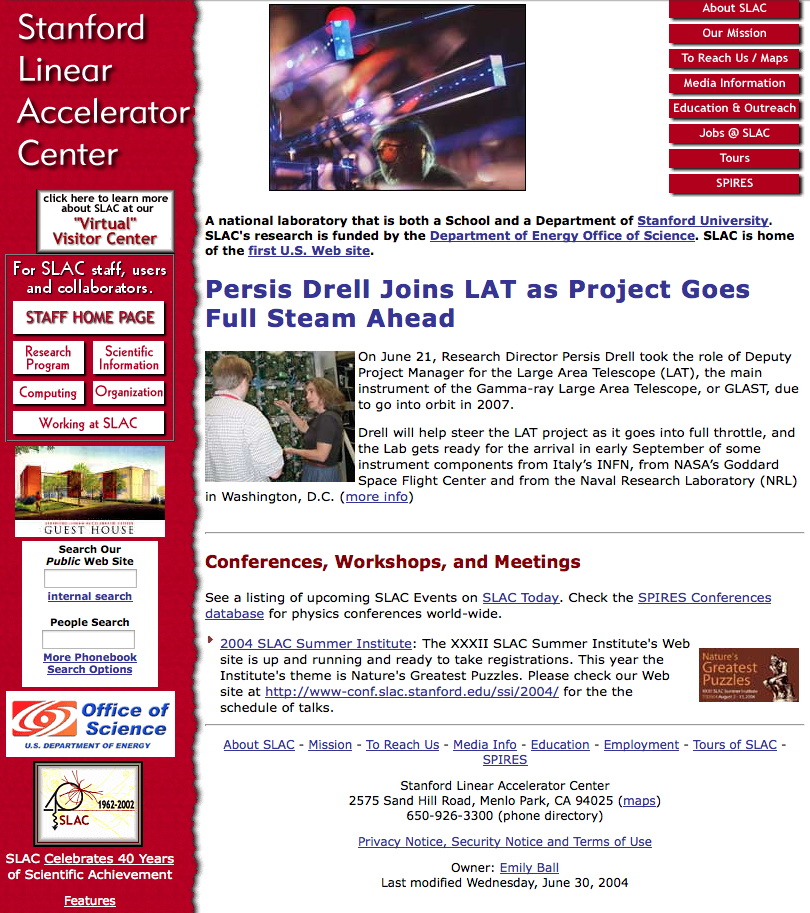 Stanford
Linear
Accelerator
Center
click here to learn more
about SLAC at our
"Virtual"
Visitor Center
For SLAC staff, users
and collaborators.
STAFF HOME PAGE
Research
Program
Scientific
Information
Computing
Organization
Working at SLAC
STANFORD LINEAR ACCELERATOR CENTER
GUEST HOUSE
Search Our
Public Web Site
internal search
People Search
More Phonebook
Search Options
Office of
Science
U.S. DEPARTMENT OF ENERGY
40
1962-2002
SLAC
SLAC Celebrates 40 Years
of Scientific Achievement
Features
About SLAC
Our Mission
To Reach Us / Maps
Media Information
Education & Outreach
Jobs @ SLAC
Tours
SPIRES
A national laboratory that is both a School and a Department of Stanford University.
SLAC's research is funded by the Department of Energy Office of Science. SLAC is home
of the first U.S. Web site.
Persis Drell Joins LAT as Project Goes
Full Steam Ahead
On June 21, Research Director Persis Drell took the role of Deputy
Project Manager for the Large Area Telescope (LAT), the main
instrument of the Gamma-ray Large Area Telescope, or GLAST, due
to go into orbit in 2007.
Drell will help steer the LAT project as it goes into full throttle, and
the Lab gets ready for the arrival in early September of some
instrument components from Italy’s INFN, from NASA’s Goddard
Space Flight Center and from the Naval Research Laboratory (NRL)
in Washington, D.C. (more info)
Conferences, Workshops, and Meetings
See a listing of upcoming SLAC Events on SLAC Today. Check the SPIRES Conferences
database for physics conferences world-wide.
2004 SLAC Summer Institute: The XXXII SLAC Summer Institute's Web
site is up and running and ready to take registrations. This year the
Institute's theme is Nature's Greatest Puzzles. Please check our Web
site at http://www-conf.slac.stanford.edu/ssi/2004/ for the the
schedule of talks.
Nature's
Greatest
Puzzles
XXXII SLAC Summer Institute
About SLAC - Mission - To Reach Us - Media Info - Education - Employment - Tours of SLAC -
SPIRES
Stanford Linear Accelerator Center
2575 Sand Hill Road, Menlo Park, CA 94025 (maps)
650-926-3300 (phone directory)
Privacy Notice, Security Notice and Terms of Use
Owner: Emily Ball
Last modified Wednesday, June 30, 2004